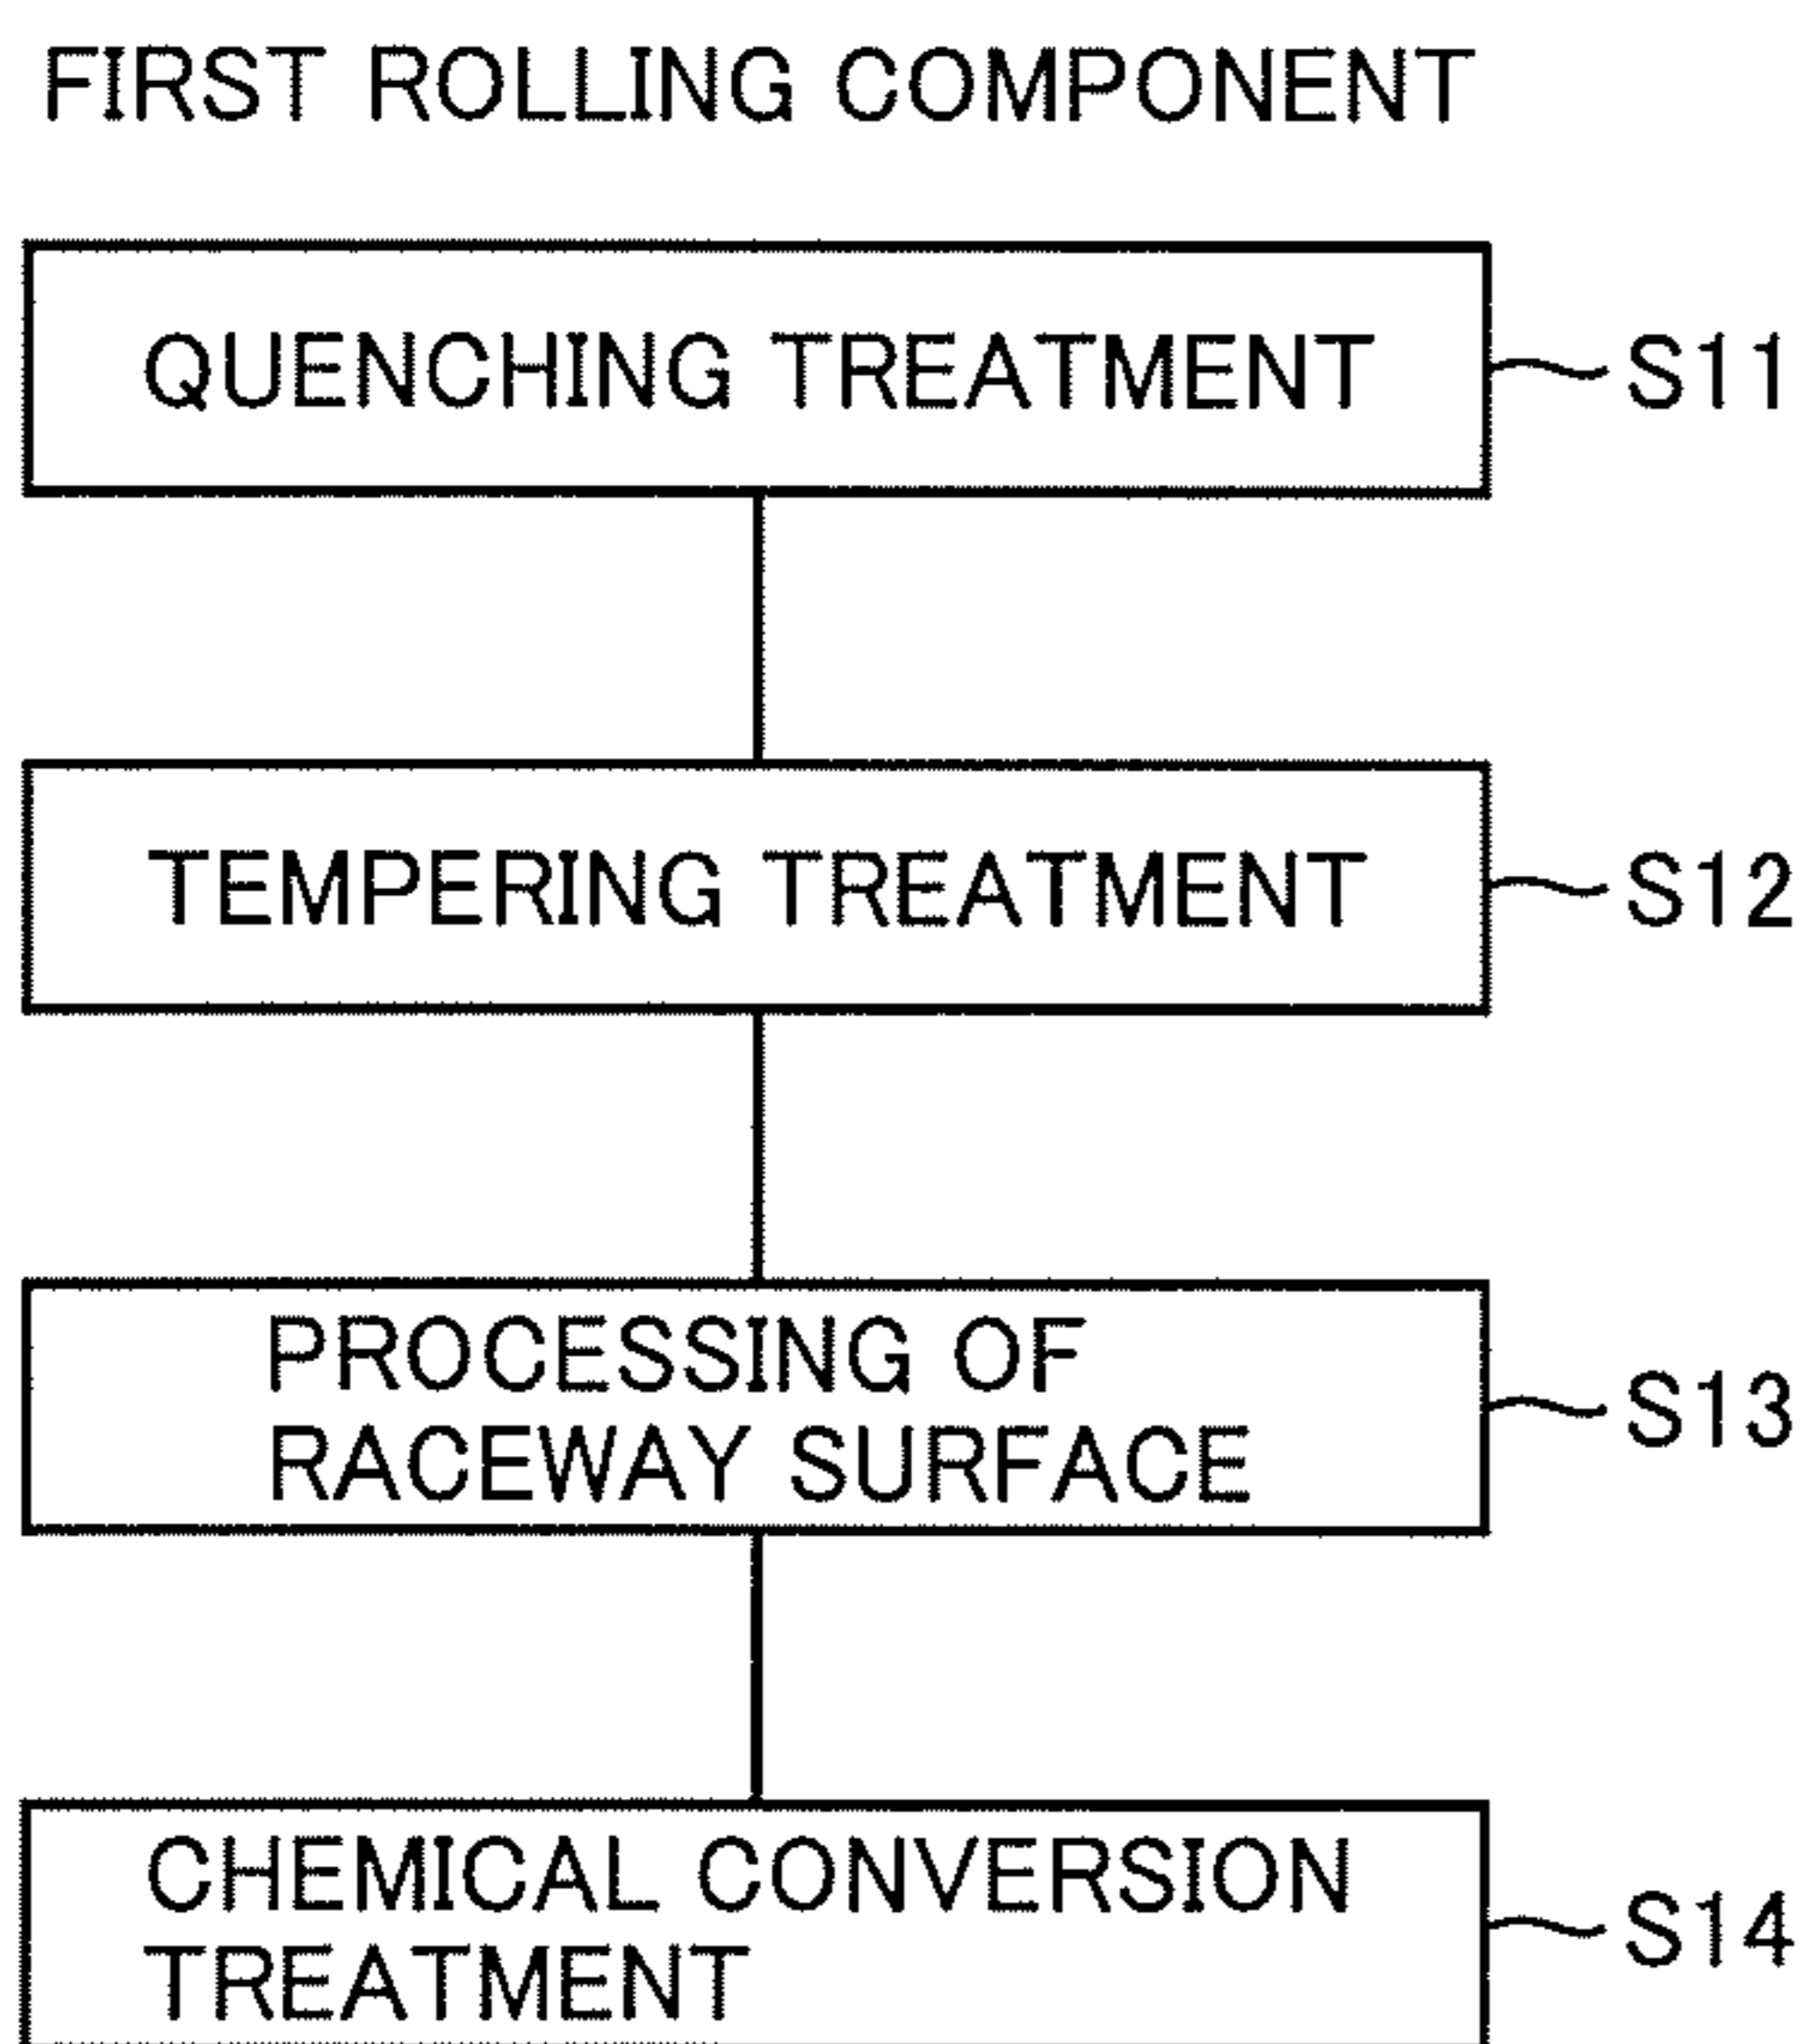 FIRST ROLLING COMPONENT
QUENCHING TREATMENT
S11
TEMPERING TREATMENT
S12
PROCESSING OF
RACEWAY SURFACE
S13
CHEMICAL CONVERSION
TREATMENT
S14